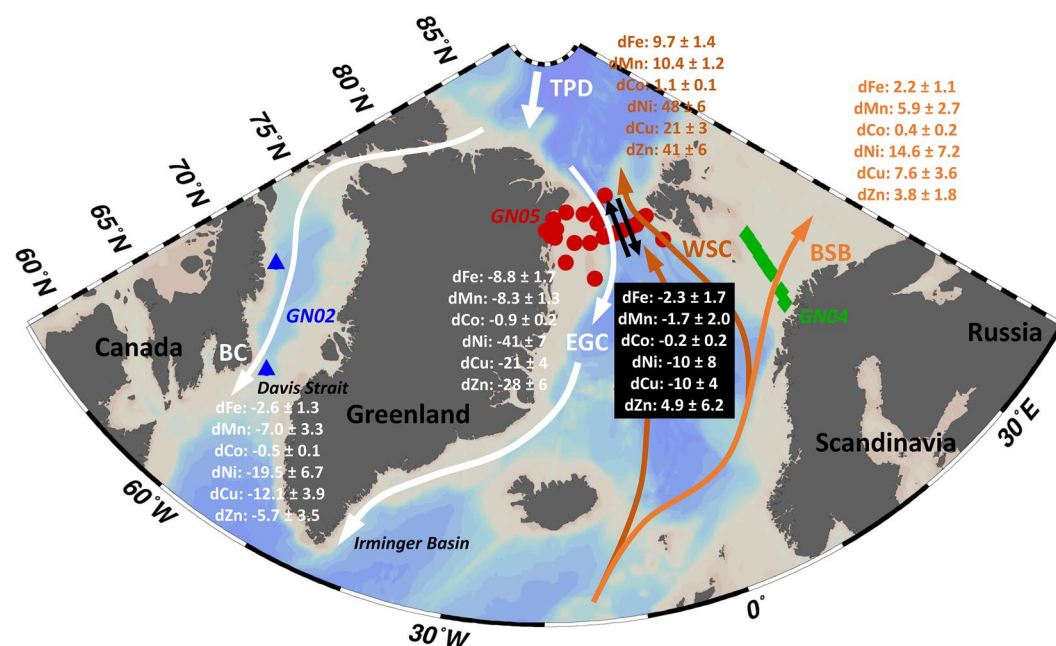 85°N
80°N
75°N
70°N
65°N
60°N
TPD
dFe: 9.7 ± 1.4
dMn: 10.4 ± 1.2
dCo: 1.1 ± 0.1
dNi: 48 ± 6
dCu: 21 ± 3
dZn: 41 ± 6
dFe: 2.2 ± 1.1
dMn: 5.9 ± 2.7
dCo: 0.4 ± 0.2
dNi: 14.6 ± 7.2
dCu: 7.6 ± 3.6
dZn: 3.8 ± 1.8
GN05
WSC
BSB
GN04
dFe: -8.8 ± 1.7
dMn: -8.3 ± 1.3
dCo: -0.9 ± 0.2
dNi: -41 ± 7
dCu: -21 ± 4
dZn: -28 ± 6
EGC
dFe: -2.3 ± 1.7
dMn: -1.7 ± 2.0
dCo: -0.2 ± 0.2
dNi: -10 ± 8
dCu: -10 ± 4
dZn: 4.9 ± 6.2
GN02
Canada
BC
Davis Strait
Greenland
Russia
Scandinavia
dFe: -2.6 ± 1.3
dMn: -7.0 ± 3.3
dCo: -0.5 ± 0.1
dNi: -19.5 ± 6.7
dCu: -12.1 ± 3.9
dZn: -5.7 ± 3.5
Irminger Basin
60°W
30°W
0°
30°E